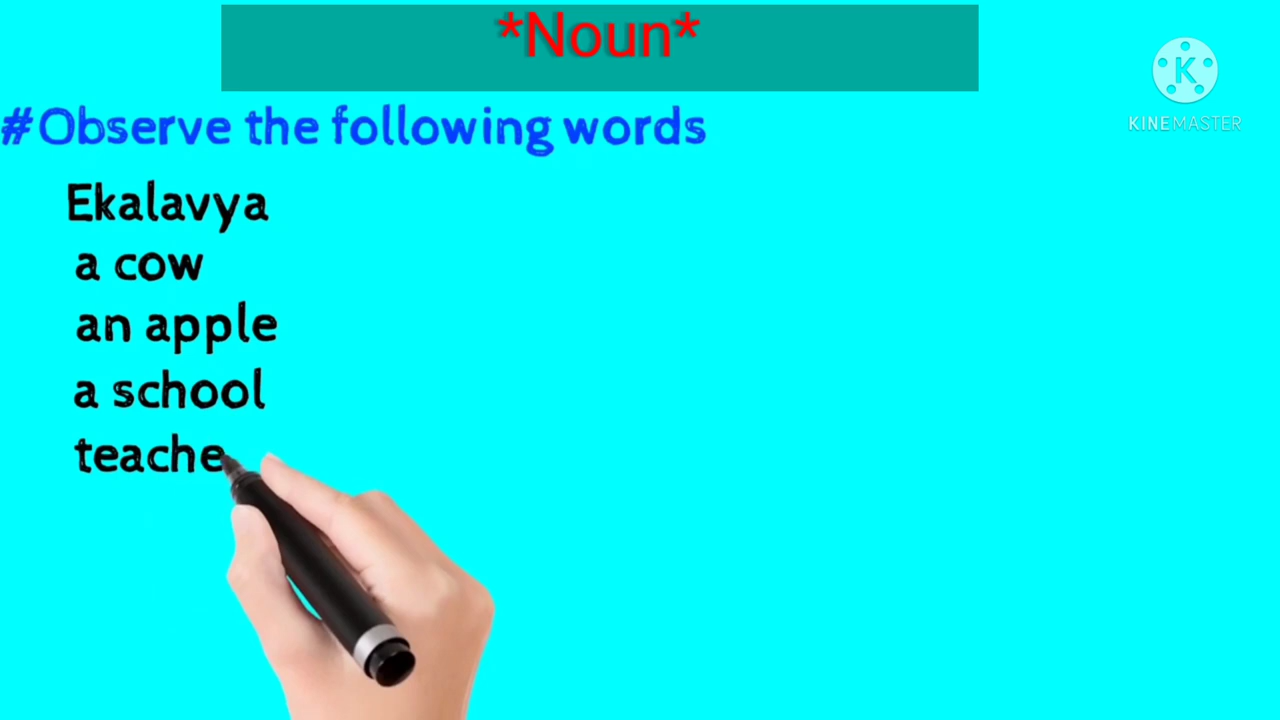 *Noun*
K
KINEMASTER
#Observe the following words
Ekalavya
a cow
an apple
a school
teache